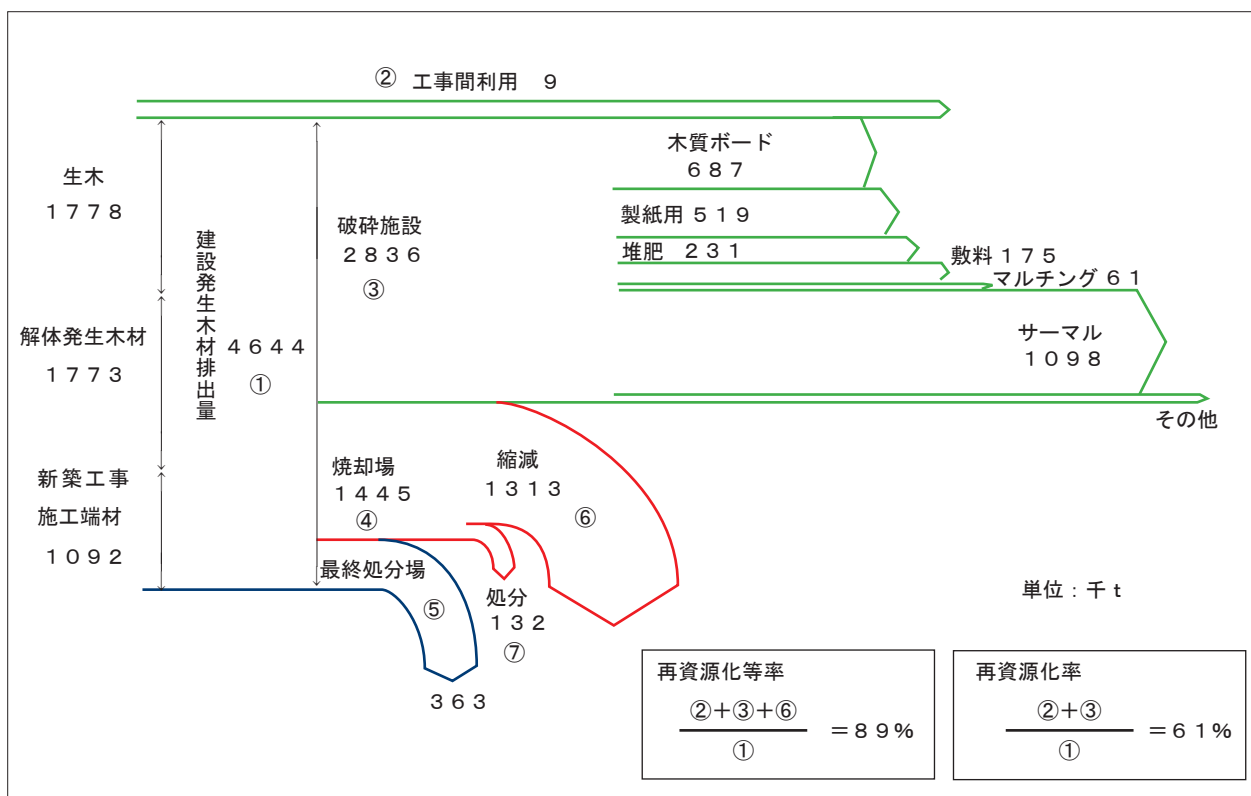 ② 工事間利用 ９
生木
１７７８
解体発生木材
１７７３
新築工事
施工端材
１０９２
建設発生木材排出量
４６４４
①
破砕施設
２８３６
③
木質ボード
６８７
製紙用 ５１９
堆肥 ２３１
敷料 １７５
マルチング ６１
サーマル
１０９８
その他
焼却場
１４４５
④
縮減
１３１３
⑥
最終処分場
⑤
３６３
処分
１３２
⑦
単位：千ｔ
再資源化等率
②＋③＋⑥
①
＝８９％
再資源化率
②＋③
①
＝６１％